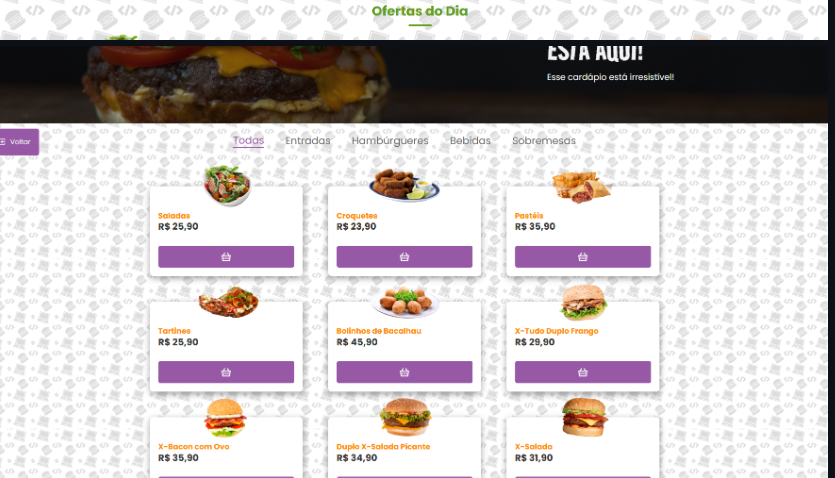 Ofertas do Dia
ESTÁ AQUI!
Esse cardápio está irresistível!
Voltar
Todas Entradas Hambúrgueres Bebidas Sobremesas
Saladas
R$ 25,90
Croquetes
R$ 23,90
Pastéis
R$ 35,90
Tartines
R$ 25,90
Bolinhos de Bacalhau
R$ 45,90
X-Tudo Duplo Frango
R$ 29,90
X-Bacon com Ovo
R$ 35,90
Duplo X-Salada Picante
R$ 34,90
X-Salada
R$ 31,90